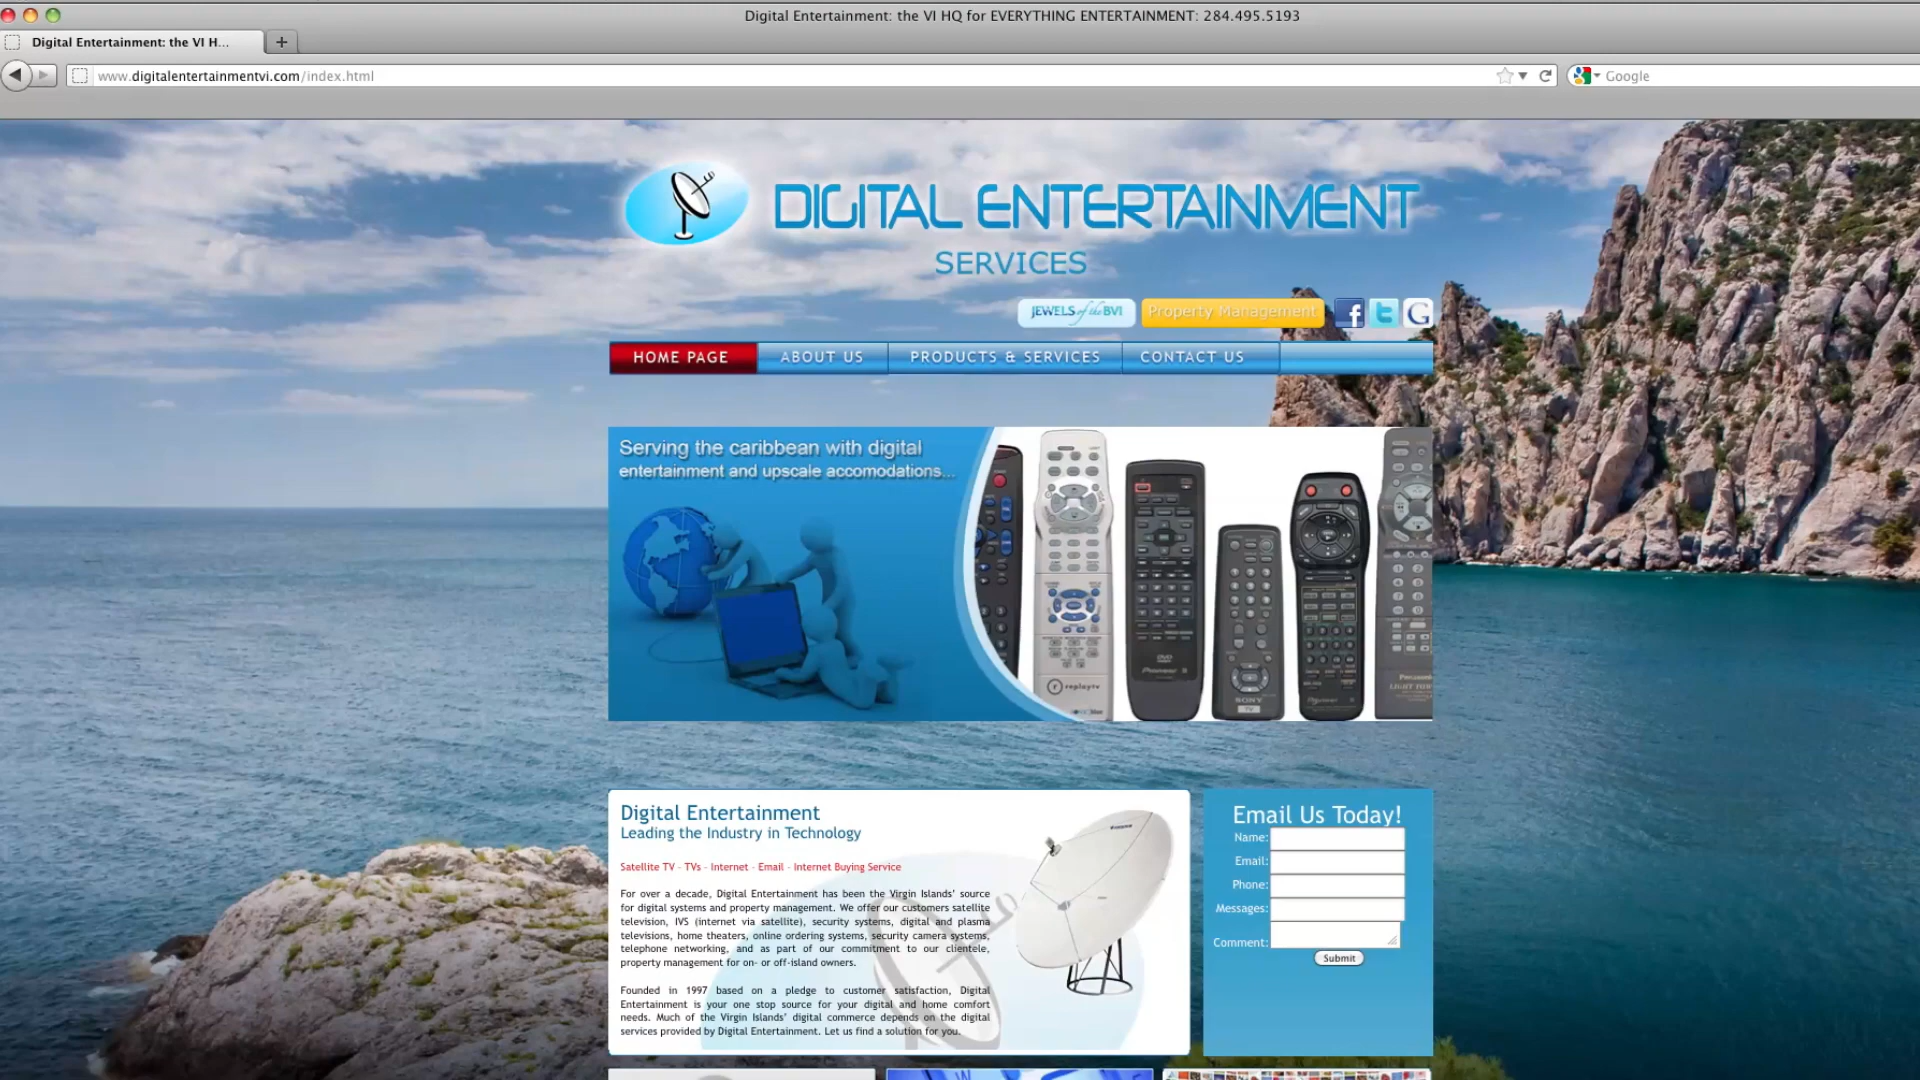 Digital Entertainment: the VI HQ for EVERYTHING ENTERTAINMENT: 284.495.5193
Digital Entertainment: the VI H...
www.digitalentertainmentvi.com/index.html
Google
DIGITAL ENTERTAINMENT
SERVICES
JEWELS of the BVI
Property Management
HOME PAGE
ABOUT US
PRODUCTS & SERVICES
CONTACT US
Serving the caribbean with digital
entertainment and upscale accomodations...
replaytv
Pioneer
SONY
TV
Digital Entertainment
Leading the Industry in Technology
Satellite TV - TVs - Internet - Email - Internet Buying Service
For over a decade, Digital Entertainment has been the Virgin Islands' source
for digital systems and property management. We offer our customers satellite
television, IVS (internet via satellite), security systems, digital and plasma
televisions, home theaters, online ordering systems, security camera systems,
telephone networking, and as part of our commitment to our clientele,
property management for on- or off-island owners.
Founded in 1997 based on a pledge to customer satisfaction, Digital
Entertainment is your one stop source for your digital and home comfort
needs. Much of the Virgin Islands' digital commerce depends on the digital
services provided by Digital Entertainment. Let us find a solution for you.
Email Us Today!
Name:
Email:
Phone:
Messages:
Comment:
Submit